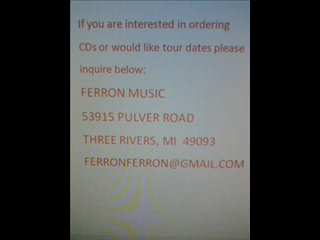 If you are interested in ordering
CDs or would like tour dates please
inquire below:
FERRON MUSIC
53915 PULVER ROAD
THREE RIVERS, MI 49093
FERRONFERRON@GMAIL.COM